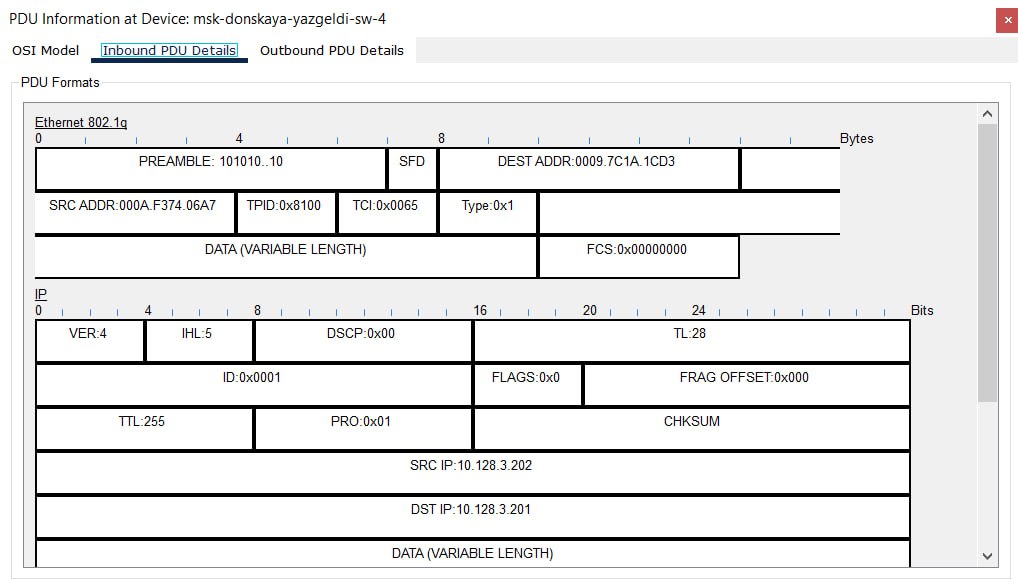 PDU Information at Device: msk-donskaya-yazgeldi-sw-4
×
OSI Model Inbound PDU Details Outbound PDU Details
PDU Formats
Ethernet 802.1q
0 4 8 Bytes
PREAMBLE: 101010..10 SFD DEST ADDR:0009.7C1A.1CD3
SRC ADDR:000A.F374.06A7 TPID:0x8100 TCI:0x0065 Type:0x1
DATA (VARIABLE LENGTH) FCS:0x00000000
IP
0 4 8 16 20 24 Bits
VER:4 IHL:5 DSCP:0x00 TL:28
ID:0x0001 FLAGS:0x0 FRAG OFFSET:0x000
TTL:255 PRO:0x01 CHKSUM
SRC IP:10.128.3.202
DST IP:10.128.3.201
DATA (VARIABLE LENGTH)